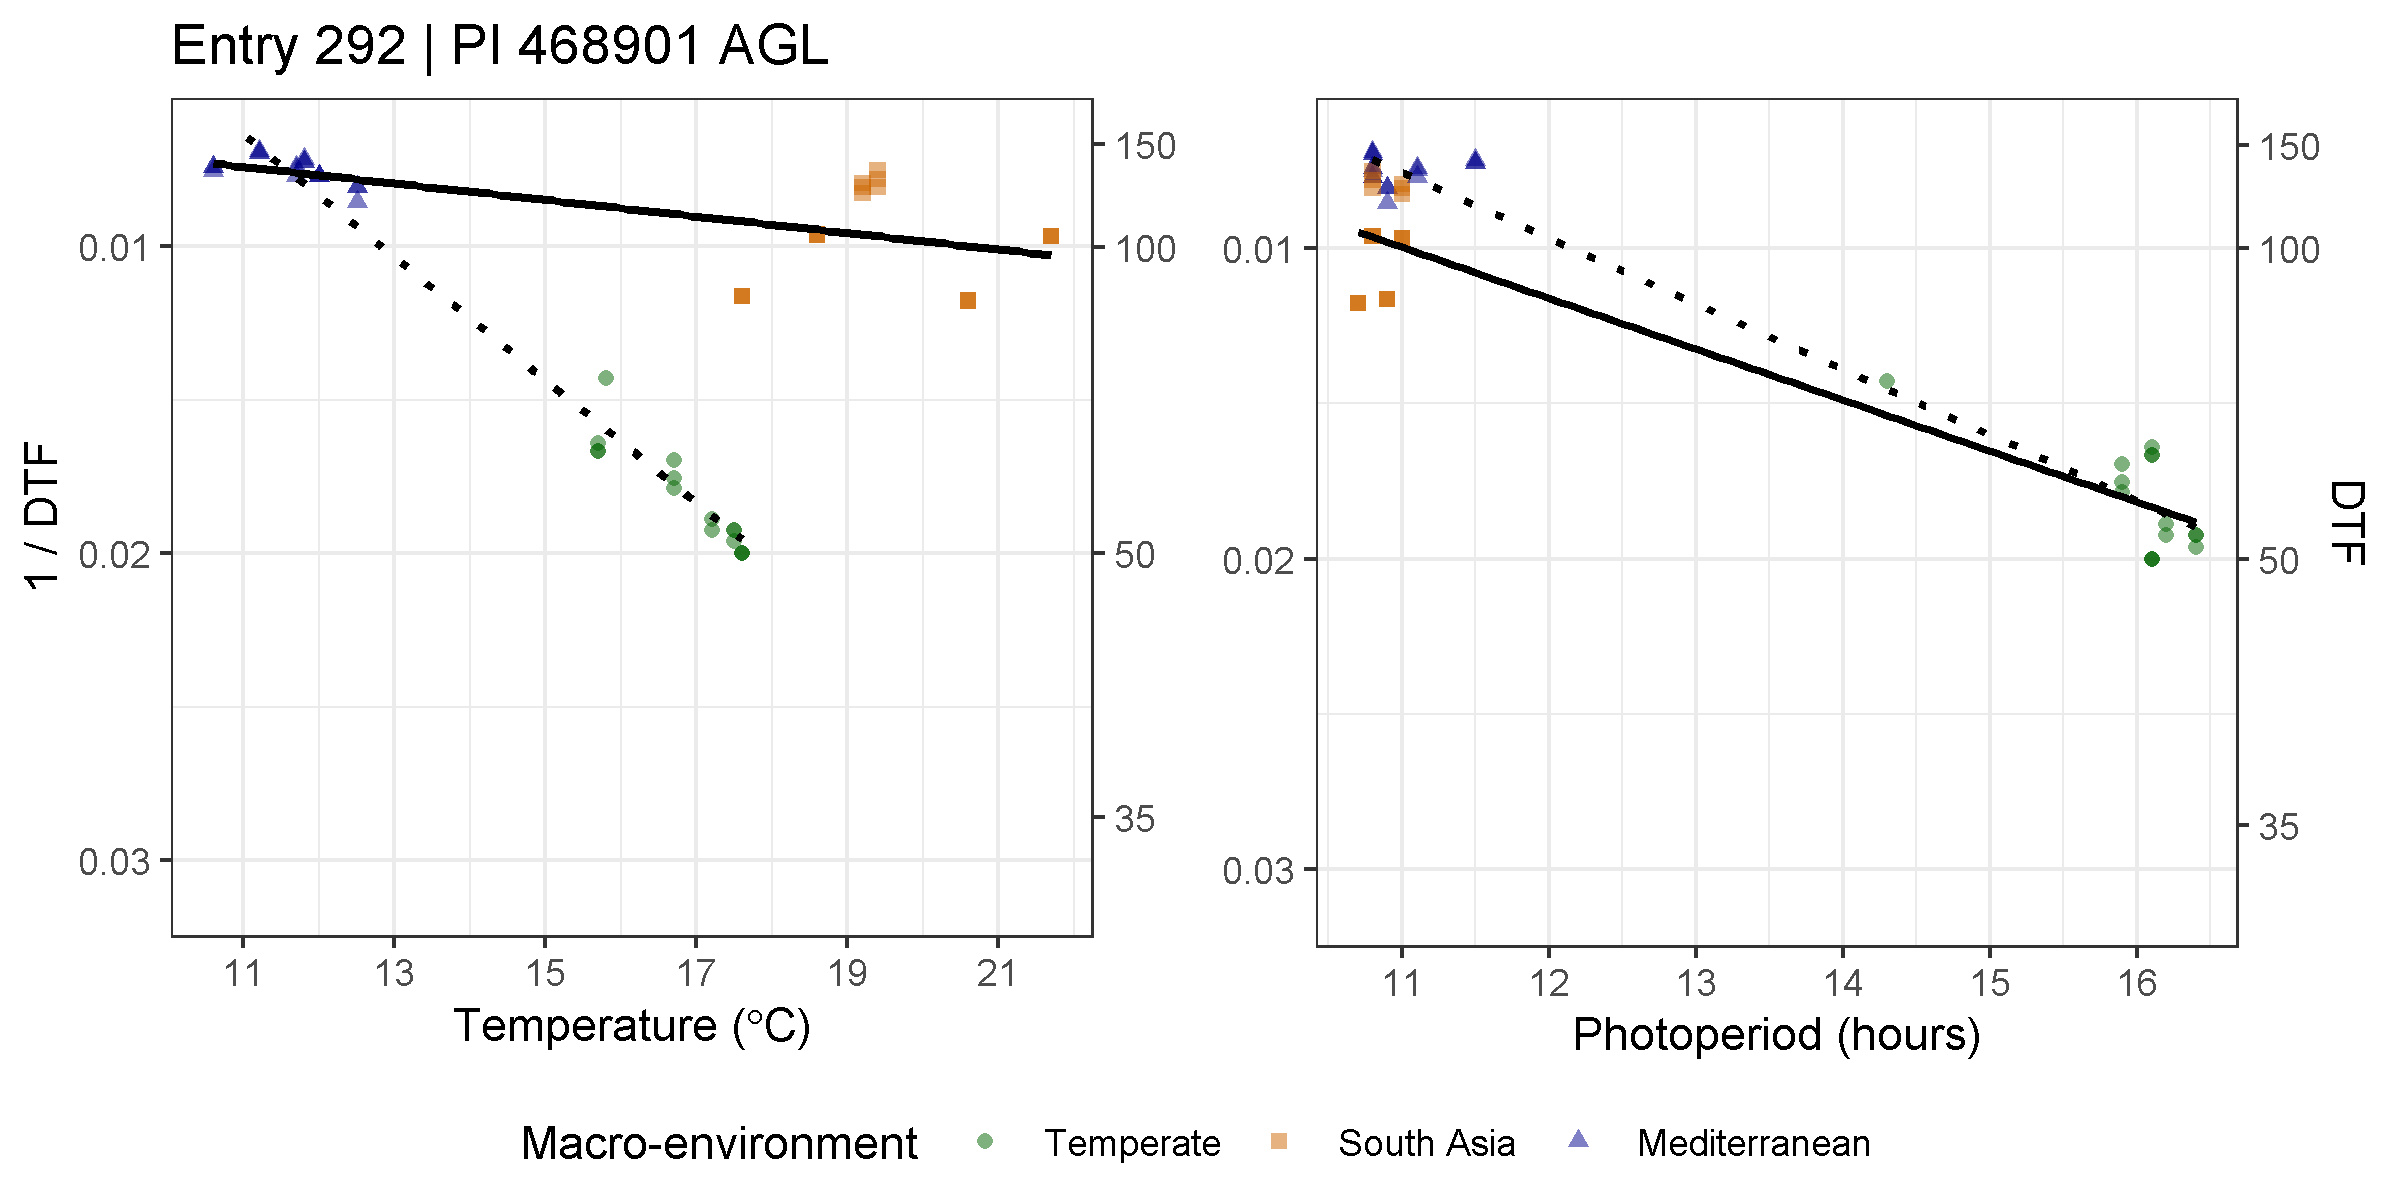 Entry 292 | PI 468901 AGL
1 / DTF
0.01
0.02
0.03
150
100
50
35
11 13 15 17 19 21
Temperature (°C)
0.01
0.02
0.03
150
100
50
35
DTF
11 12 13 14 15 16
Photoperiod (hours)
Macro-environment Temperate South Asia Mediterranean